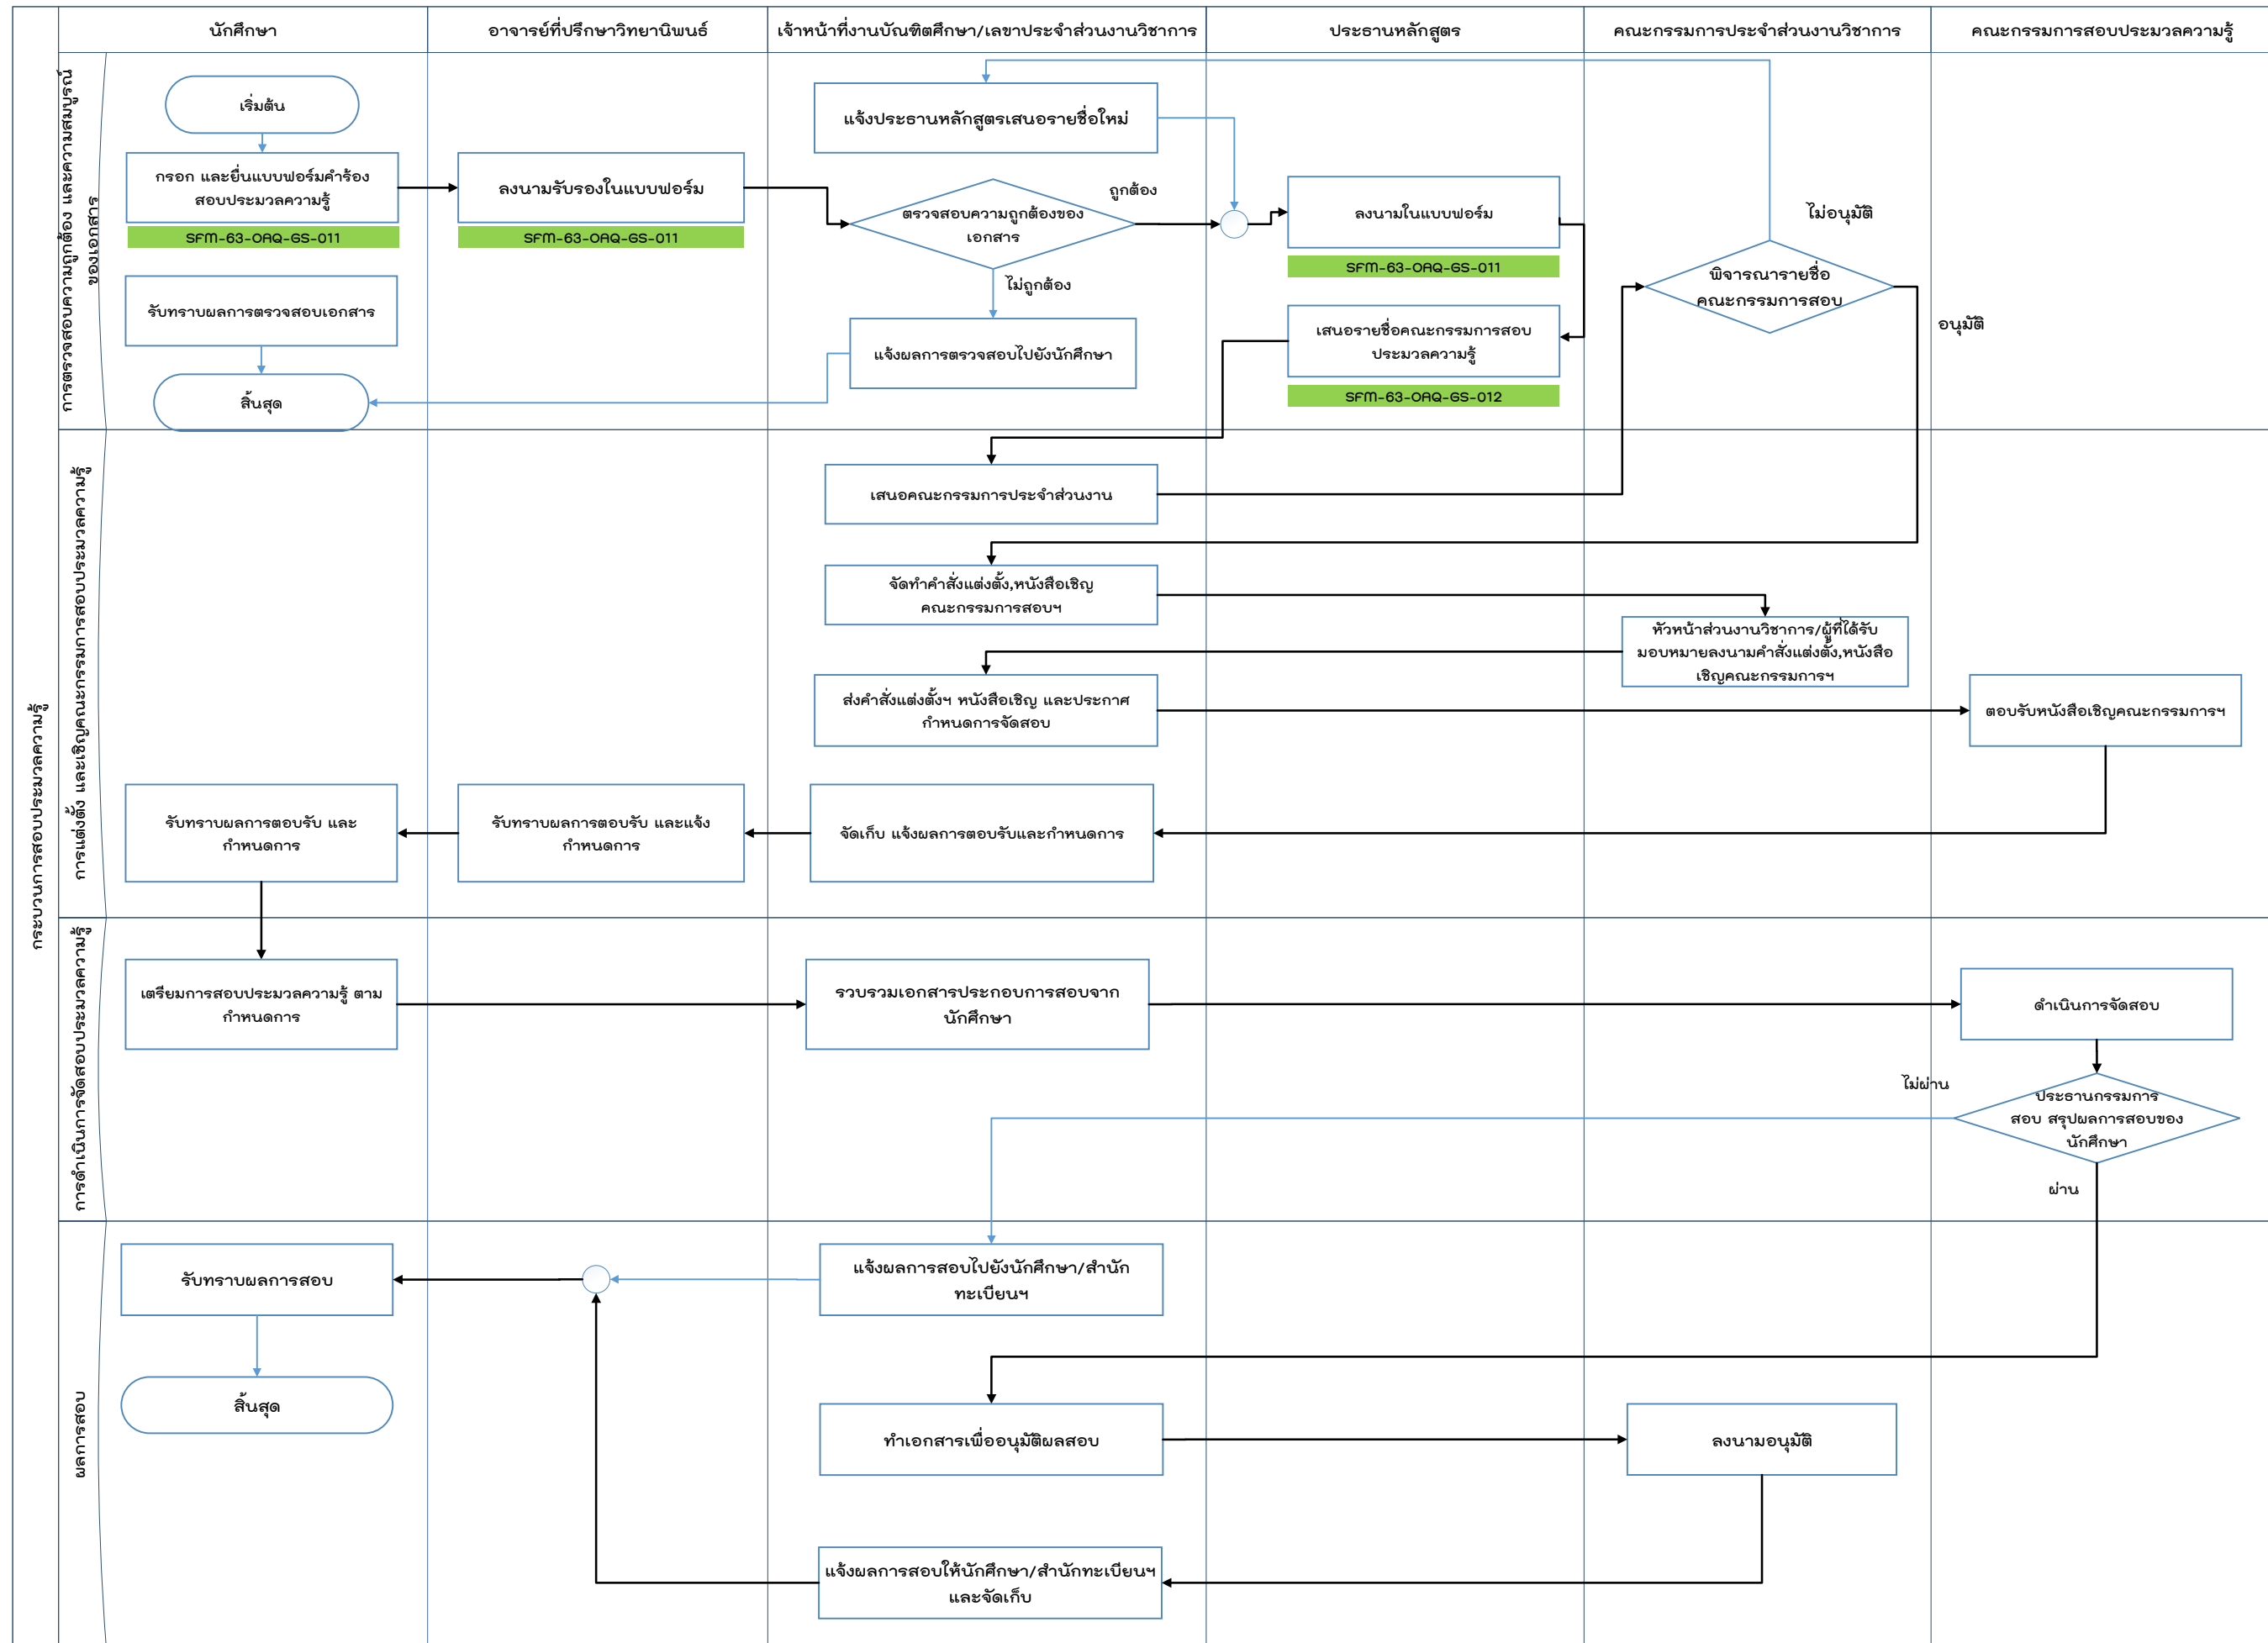 นักศึกษา
อาจารย์ที่ปรึกษาวิทยานิพนธ์
เจ้าหน้าที่งานบัณฑิตศึกษา/เลขาประจำส่วนงานวิชาการ
ประธานหลักสูตร
คณะกรรมการประจำส่วนงานวิชาการ
คณะกรรมการสอบประมวลความรู้
กระบวนการสอบประมวลความรู้
การตรวจสอบความถูกต้อง และความสมบูรณ์
ของเอกสาร
เริ่มต้น
กรอก และยื่นแบบฟอร์มคำร้อง
สอบประมวลความรู้
SFM-63-OAQ-GS-011
ลงนามรับรองในแบบฟอร์ม
SFM-63-OAQ-GS-011
แจ้งประธานหลักสูตรเสนอรายชื่อใหม่
ตรวจสอบความถูกต้องของ
เอกสาร
ถูกต้อง
ไม่ถูกต้อง
ลงนามในแบบฟอร์ม
SFM-63-OAQ-GS-011
ไม่อนุมัติ
พิจารณารายชื่อ
คณะกรรมการสอบ
อนุมัติ
รับทราบผลการตรวจสอบเอกสาร
แจ้งผลการตรวจสอบไปยังนักศึกษา
เสนอรายชื่อคณะกรรมการสอบ
ประมวลความรู้
SFM-63-OAQ-GS-012
สิ้นสุด
การแต่งตั้ง และเชิญคณะกรรมการสอบประมวลความรู้
เสนอคณะกรรมการประจำส่วนงาน
จัดทำคำสั่งแต่งตั้ง,หนังสือเชิญ
คณะกรรมการสอบฯ
หัวหน้าส่วนงานวิชาการ/ผู้ที่ได้รับ
มอบหมายลงนามคำสั่งแต่งตั้ง,หนังสือ
เชิญคณะกรรมการฯ
ส่งคำสั่งแต่งตั้งฯ หนังสือเชิญ และประกาศ
กำหนดการจัดสอบ
ตอบรับหนังสือเชิญคณะกรรมการฯ
รับทราบผลการตอบรับ และ
กำหนดการ
รับทราบผลการตอบรับ และแจ้ง
กำหนดการ
จัดเก็บ แจ้งผลการตอบรับและกำหนดการ
การดำเนินการจัดสอบประมวลความรู้
เตรียมการสอบประมวลความรู้ ตาม
กำหนดการ
รวบรวมเอกสารประกอบการสอบจาก
นักศึกษา
ดำเนินการจัดสอบ
ไม่ผ่าน
ประธานกรรมการ
สอบ สรุปผลการสอบของ
นักศึกษา
ผ่าน
ผลการสอบ
รับทราบผลการสอบ
แจ้งผลการสอบไปยังนักศึกษา/สำนัก
ทะเบียนฯ
สิ้นสุด
ทำเอกสารเพื่ออนุมัติผลสอบ
ลงนามอนุมัติ
แจ้งผลการสอบให้นักศึกษา/สำนักทะเบียนฯ
และจัดเก็บ